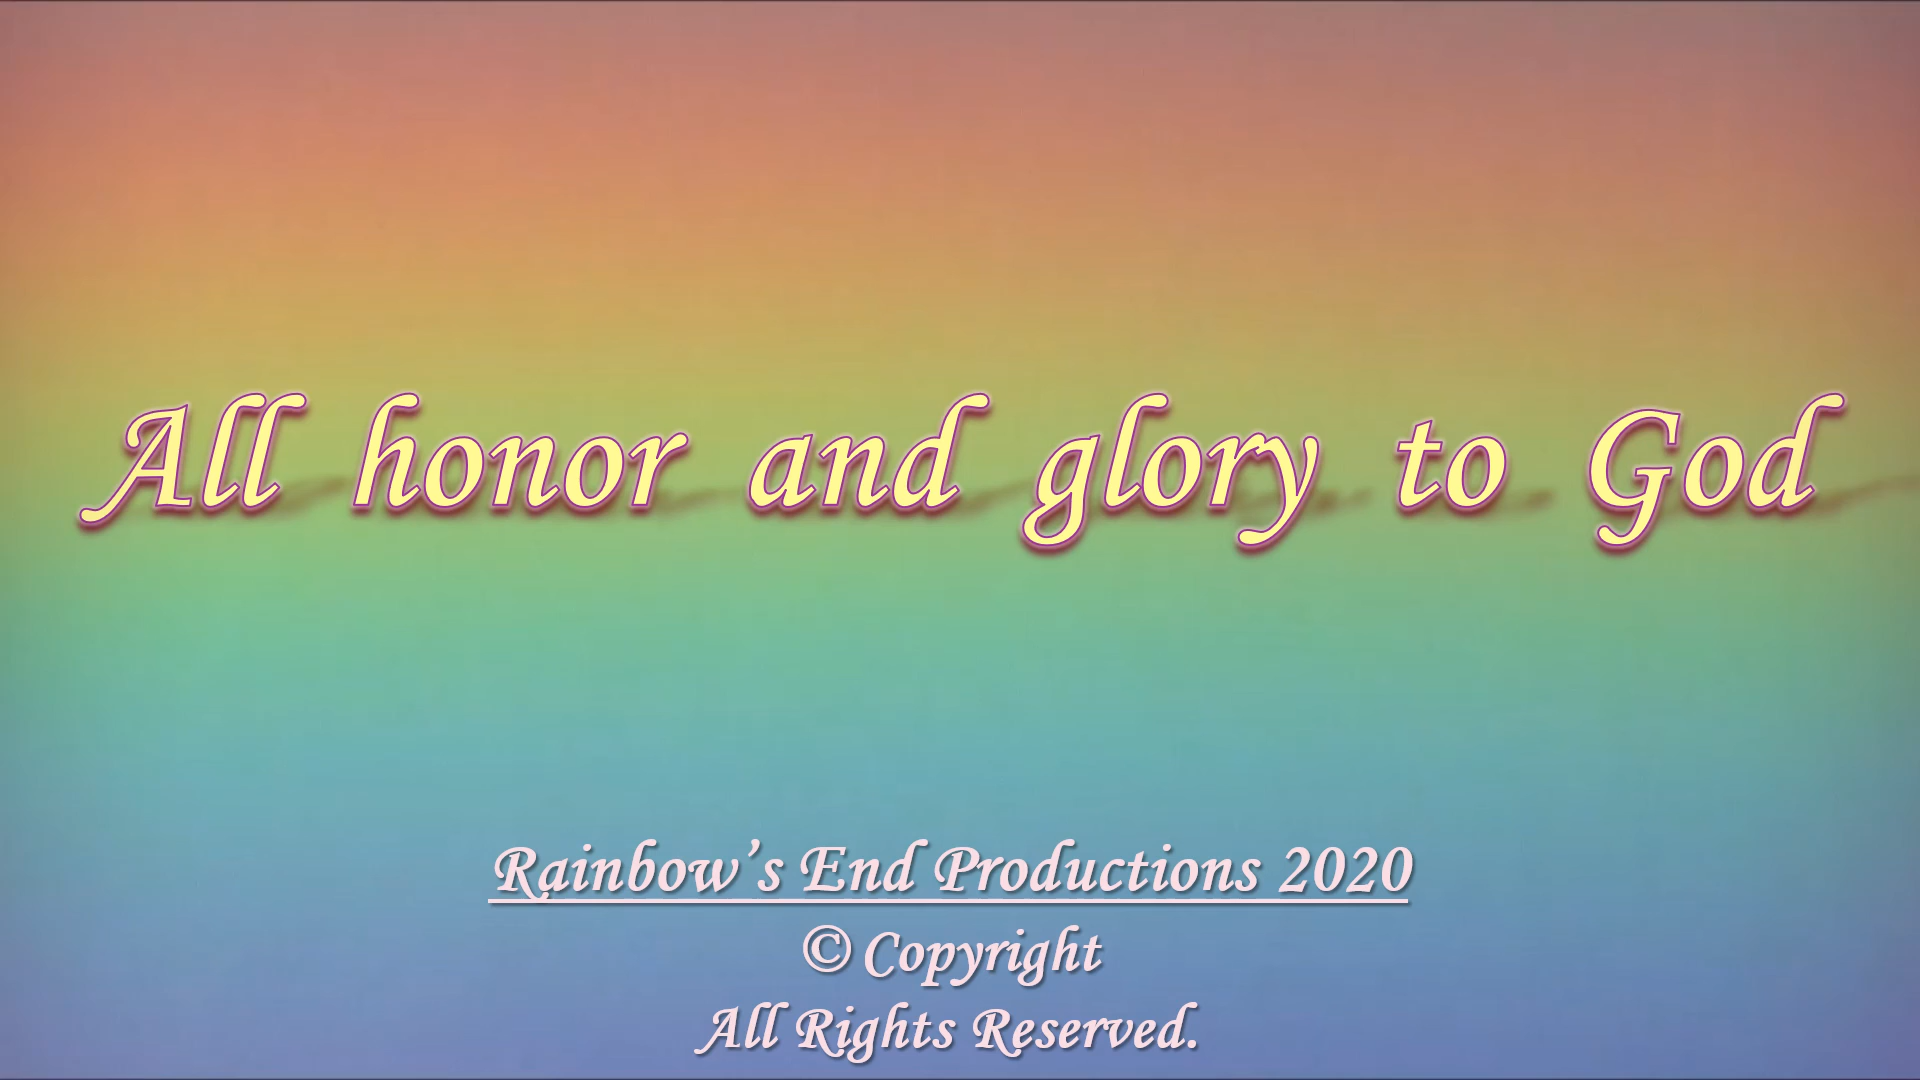 All honor and glory to God
Rainbow’s End Productions 2020
© Copyright
All Rights Reserved.